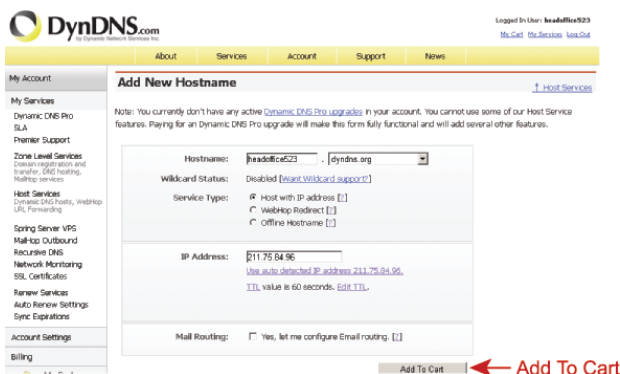 DynDNS.com
by Dynamic Network Services Inc.
Logged In User: headoffice523
My Cart My Services Log Out
About Services Account Support News
My Account
My Services
Dynamic DNS Pro
SLA
Premier Support
Zone Level Services
Domain registration and
transfer, DNS hosting,
MailHop services
Host Services
Dynamic DNS hosts, WebHop
URL Forwarding
Spring Server VPS
MailHop Outbound
Recursive DNS
Network Monitoring
SSL Certificates
Renew Services
Auto Renew Settings
Sync Expirations
Account Settings
Billing
Add New Hostname
↑ Host Services
Note: You currently don't have any active Dynamic DNS Pro upgrades in your account. You cannot use some of our Host Service
features. Paying for an Dynamic DNS Pro upgrade will make this form fully functional and will add several other features.
Hostname: headoffice523 . dyndns.org
Wildcard Status: Disabled [Want Wildcard support?]
Service Type: Host with IP address [?]
WebHop Redirect [?]
Offline Hostname [?]
IP Address: 211.75.84.96
Use auto detected IP address 211.75.84.96.
TTL value is 60 seconds. Edit TTL.
Mail Routing: Yes, let me configure Email routing. [?]
Add To Cart
Add To Cart